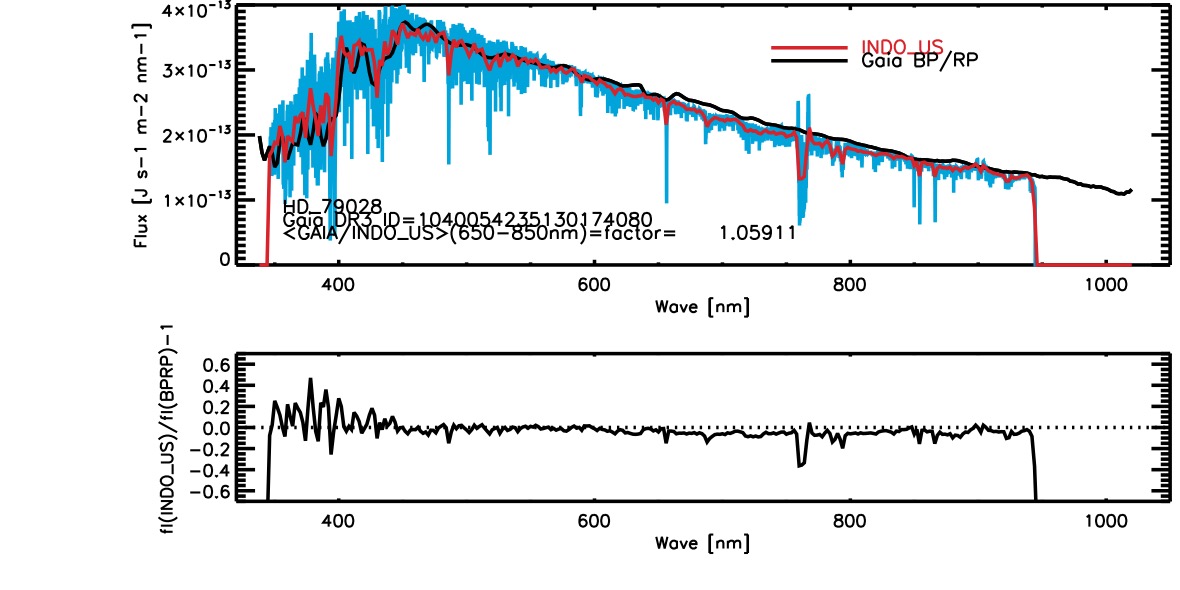 4×10−13
3×10−13
2×10−13
1×10−13
0
Flux [J s−1 m−2 nm−1]
INDO_US
Gaia BP/RP
HD_79028
Gaia DR3 ID=1040054235130174080
<GAIA/INDO_US>(650−850nm)=factor= 1.05911
400 600 800 1000
Wave [nm]
fl(INDO_US)/fl(BPRP)−1
0.6
0.4
0.2
0.0
−0.2
−0.4
−0.6
400 600 800 1000
Wave [nm]